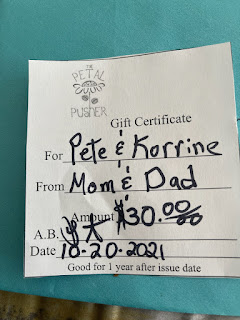 THE
PETAL
PUSHER
Gift Certificate
For Pete & Korrine
From Mom & Dad
Amount $30.00/00
A.B.
Date 10-20-2021
Good for 1 year after issue date